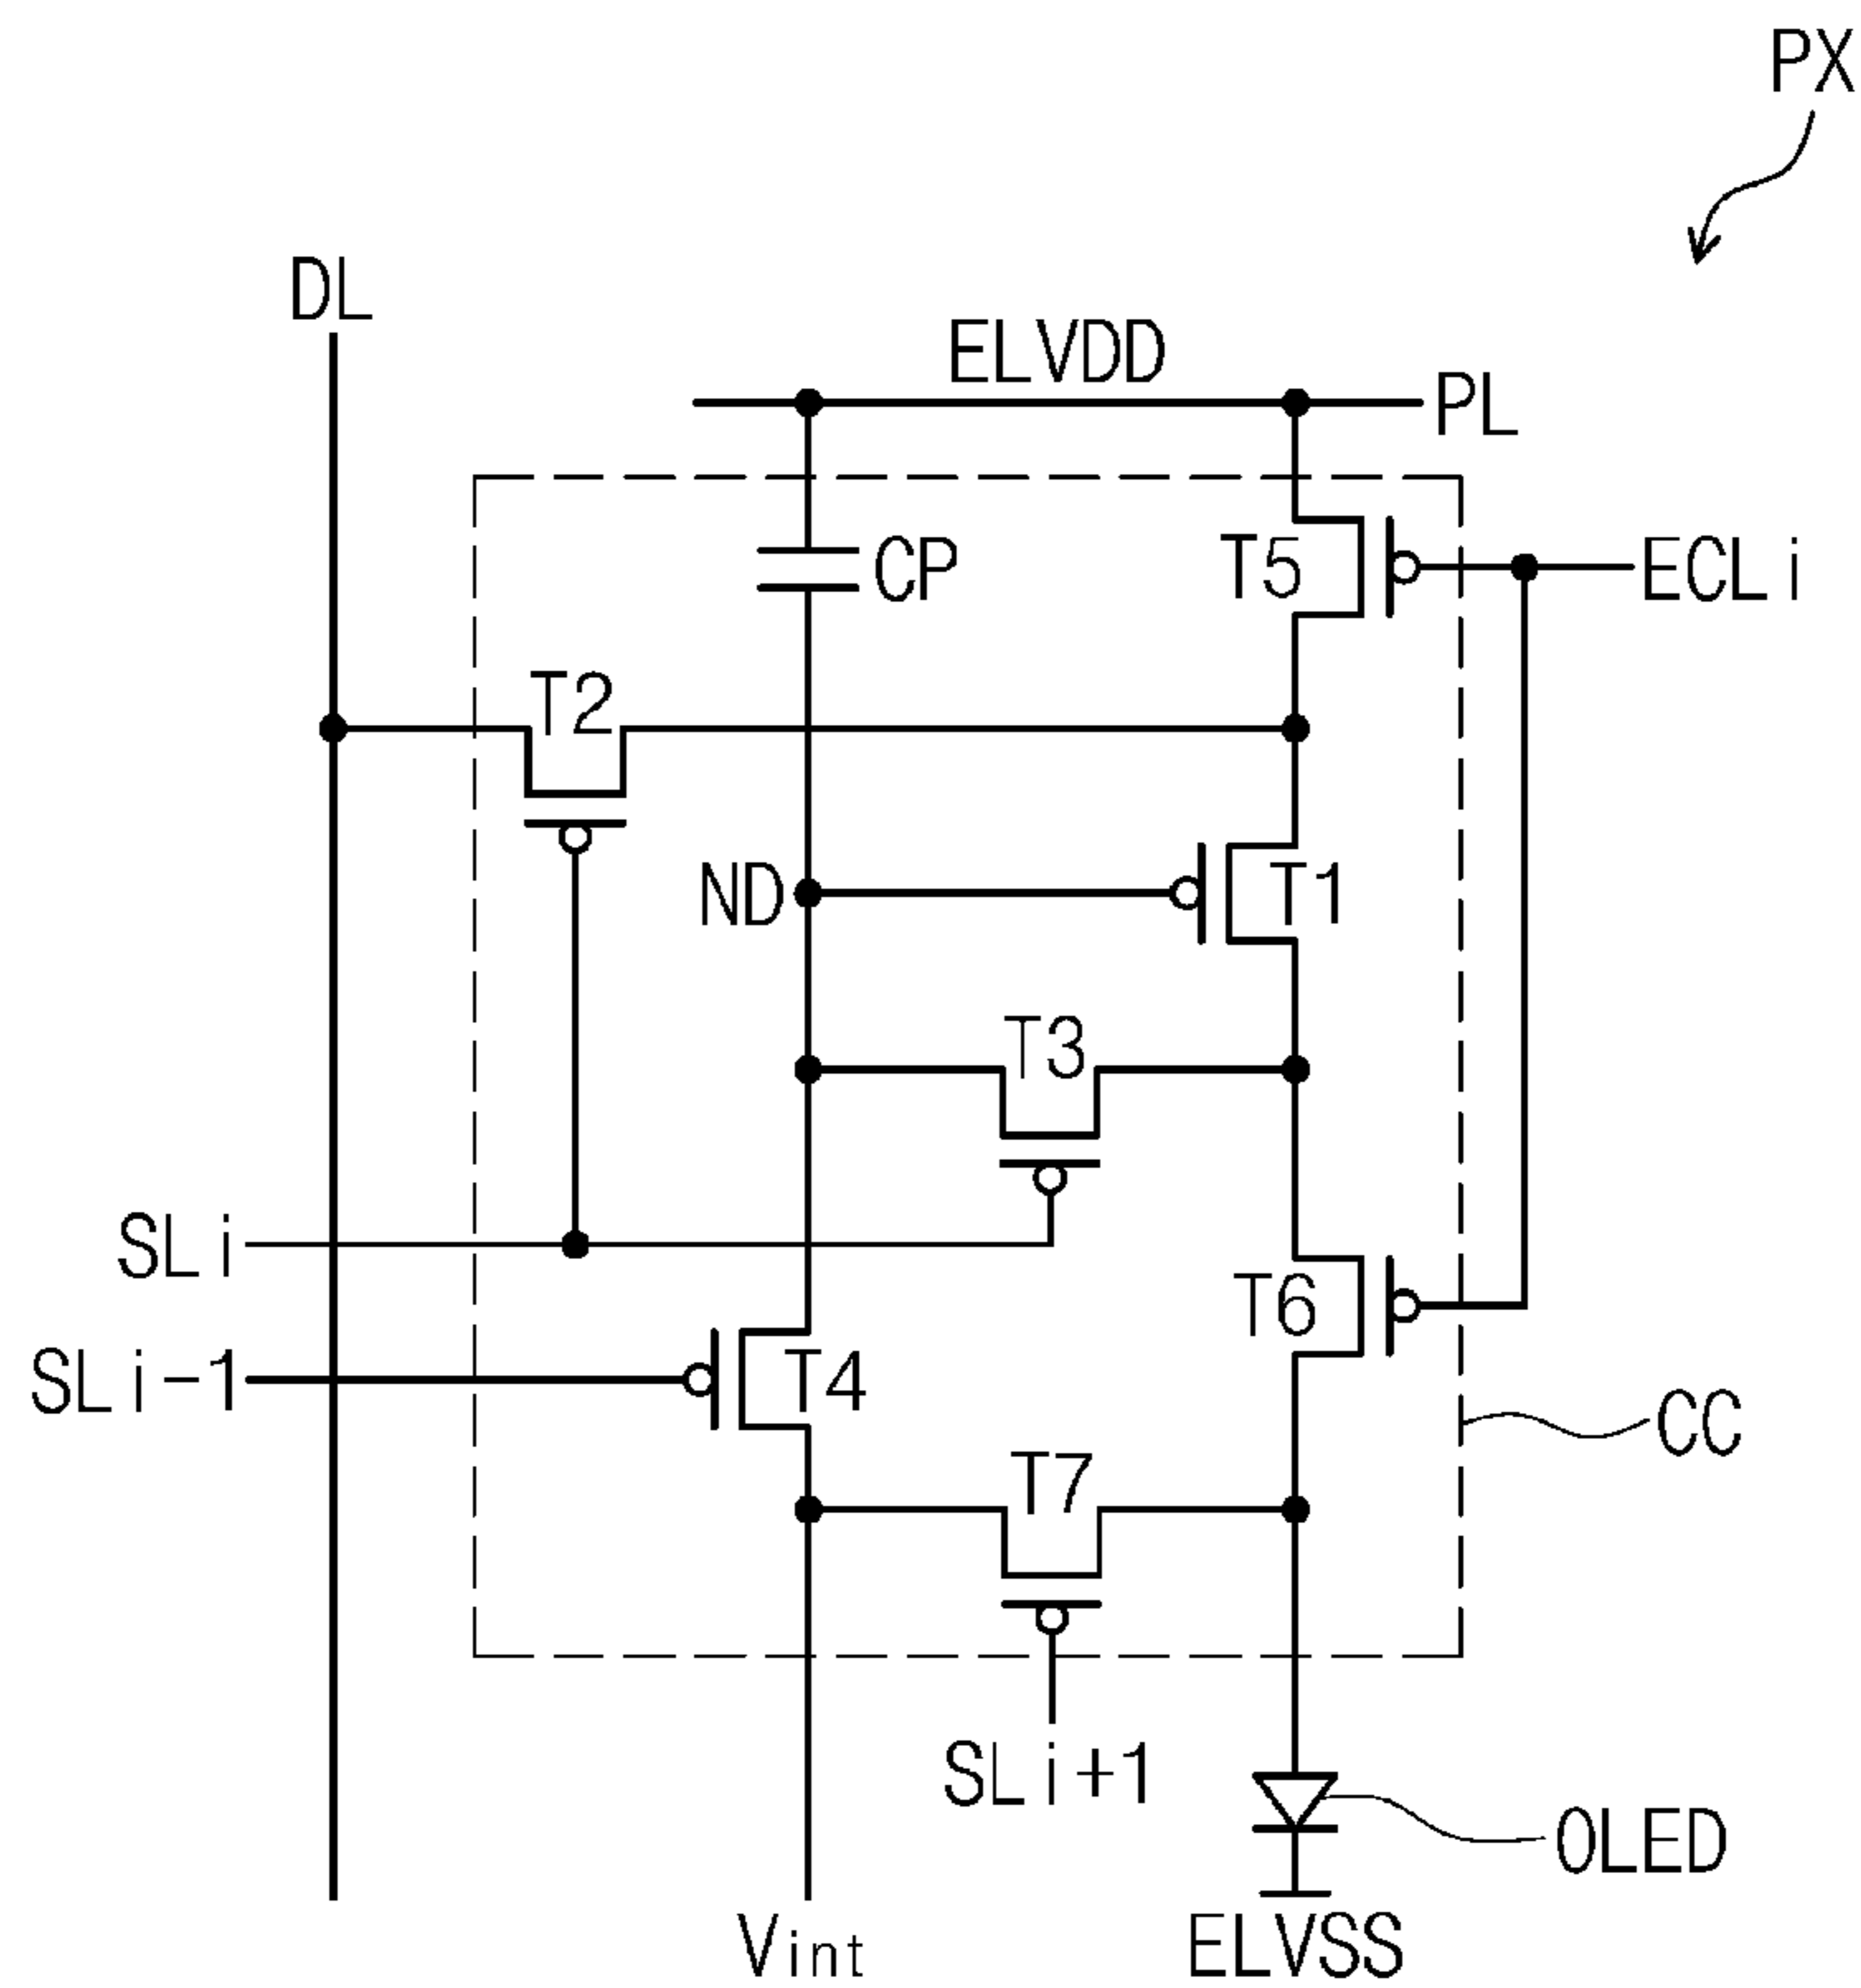 PX
DL
ELVDD
PL
CP
T5
ECLi
T2
ND
T1
T3
SLi
T6
SLi-1
T4
CC
T7
SLi+1
OLED
Vint
ELVSS